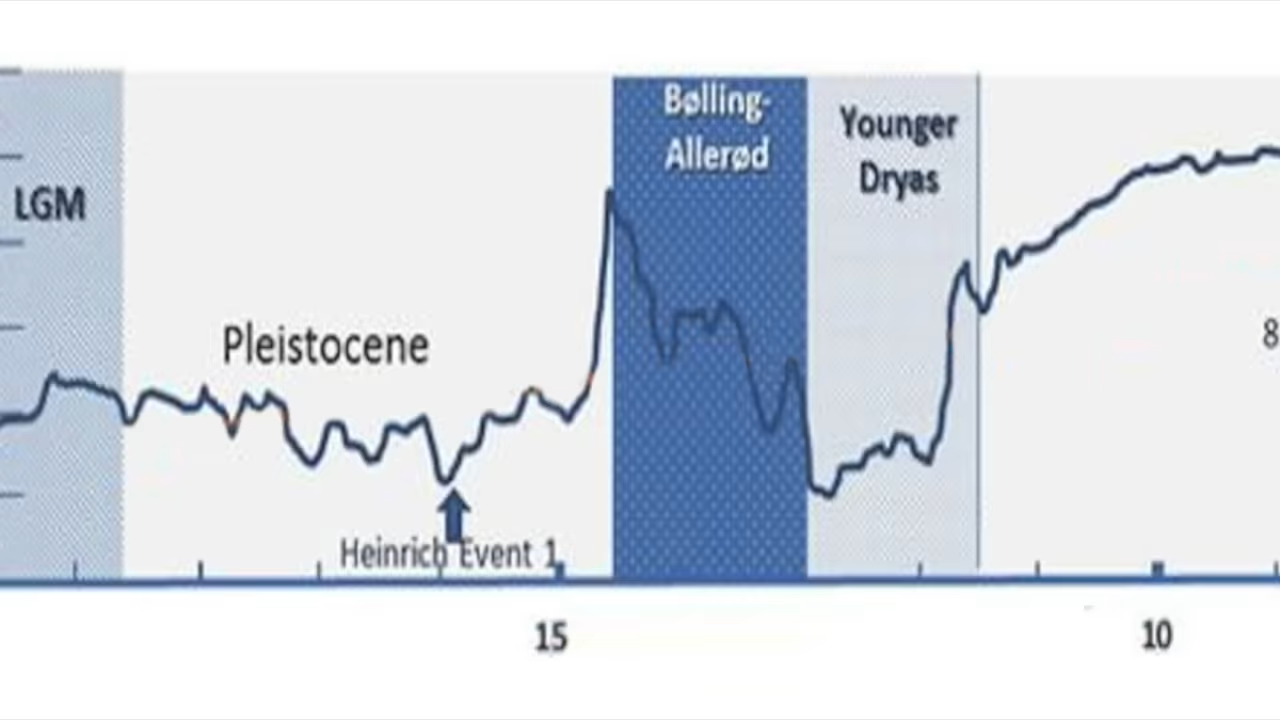 Bølling-
Allerød
Younger
Dryas
LGM
Pleistocene
8
Heinrich Event 1
15
10